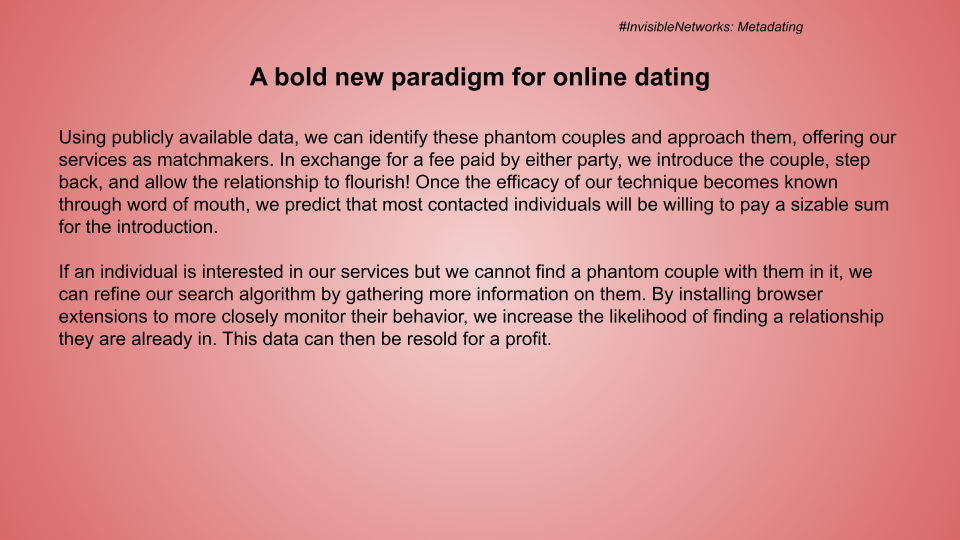 #InvisibleNetworks: Metadating
A bold new paradigm for online dating
Using publicly available data, we can identify these phantom couples and approach them, offering our
services as matchmakers. In exchange for a fee paid by either party, we introduce the couple, step
back, and allow the relationship to flourish! Once the efficacy of our technique becomes known
through word of mouth, we predict that most contacted individuals will be willing to pay a sizable sum
for the introduction.
If an individual is interested in our services but we cannot find a phantom couple with them in it, we
can refine our search algorithm by gathering more information on them. By installing browser
extensions to more closely monitor their behavior, we increase the likelihood of finding a relationship
they are already in. This data can then be resold for a profit.